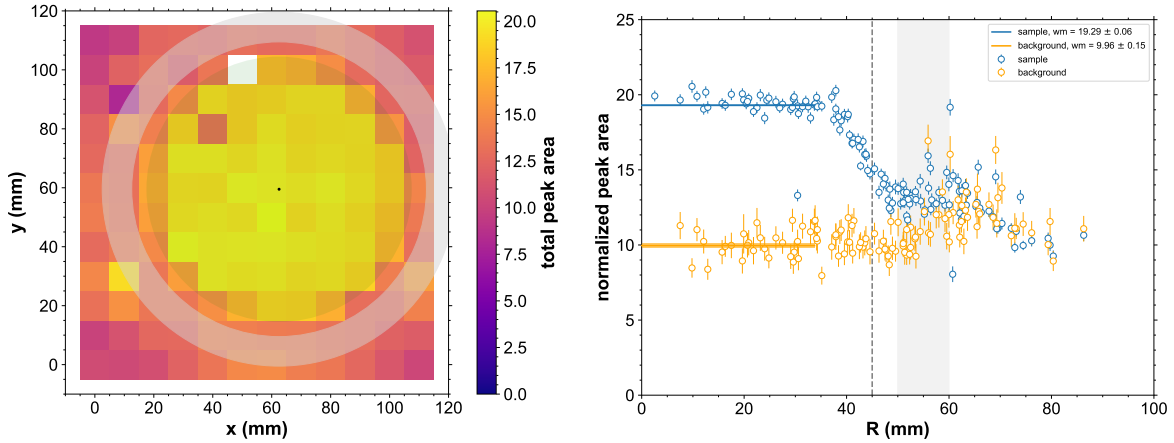 120
100
80
60
40
20
0
y (mm)
0 20 40 60 80 100 120
x (mm)
20.0
17.5
15.0
12.5
10.0
7.5
5.0
2.5
0.0
total peak area
25
20
15
10
5
0
normalized peak area
0 20 40 60 80 100
R (mm)
sample, wm = 19.29 ± 0.06
background, wm = 9.96 ± 0.15
sample
background